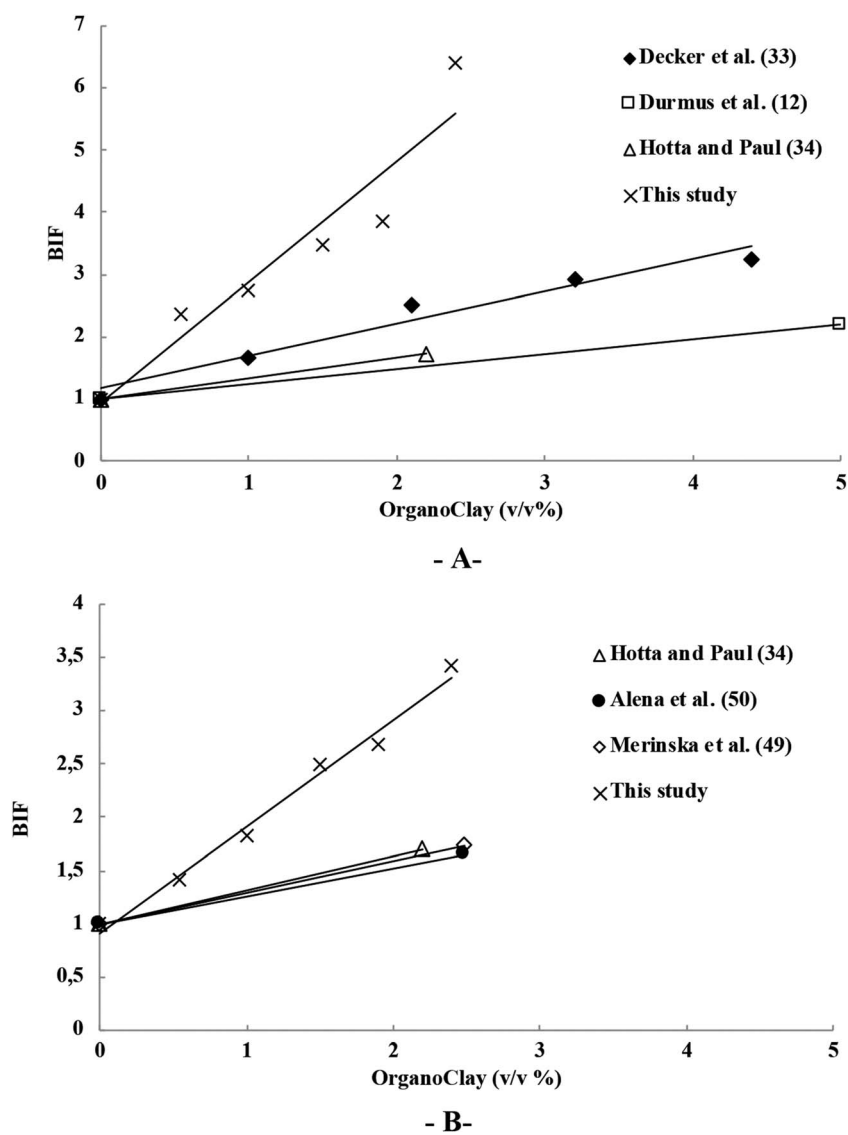 7
6
5
4
3
2
1
0
BIF
0 1 2 3 4 5
OrganoClay (v/v%)
Decker et al. (33)
Durmus et al. (12)
Hotta and Paul (34)
This study
- A-
4
3,5
3
2,5
2
1,5
1
0,5
0
BIF
0 1 2 3 4 5
OrganoClay (v/v %)
Hotta and Paul (34)
Alena et al. (50)
Merinska et al. (49)
This study
- B-